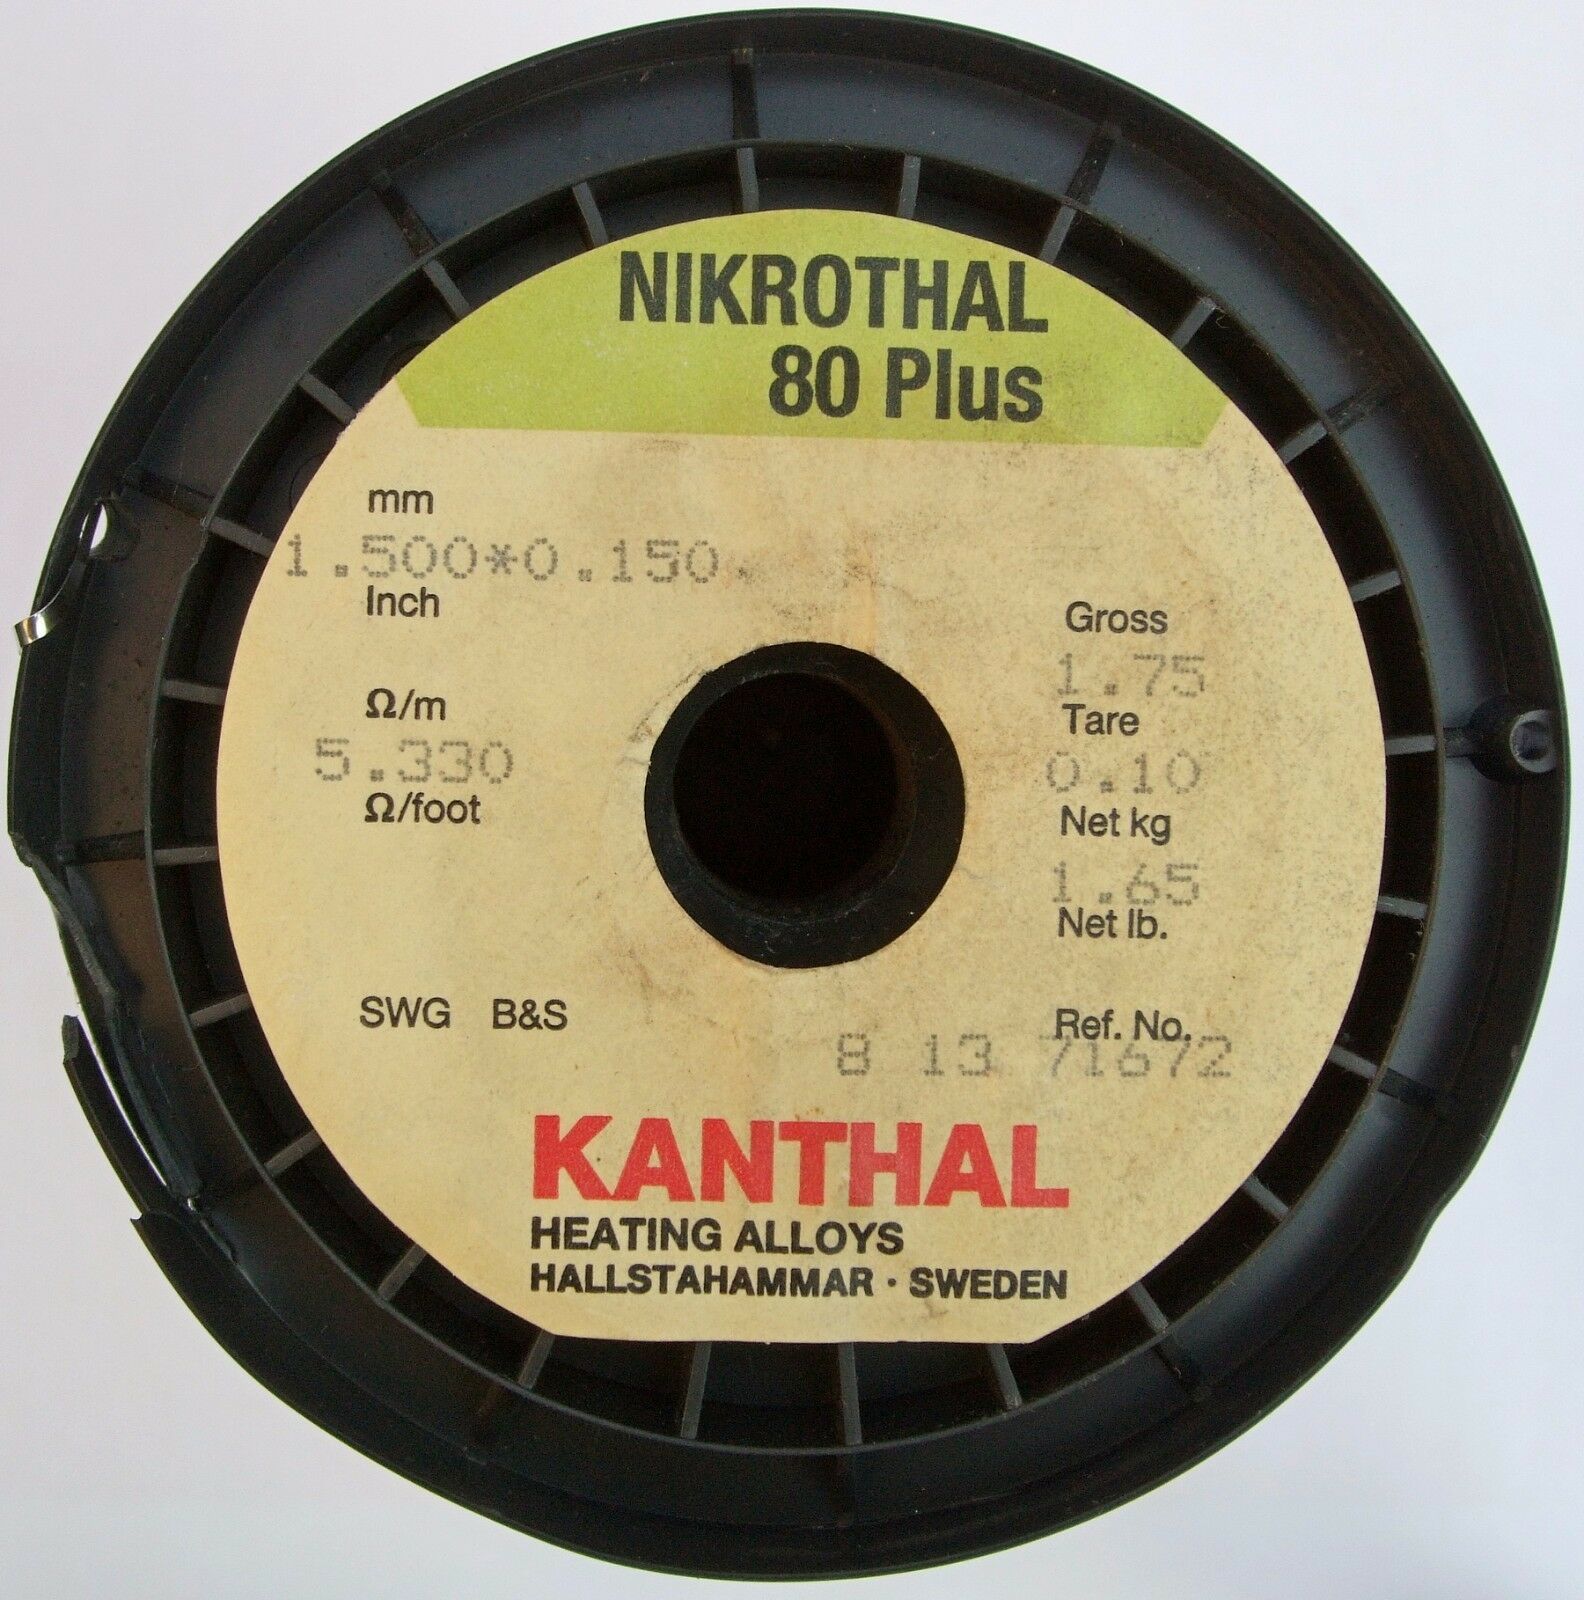 NIKROTHAL
80 Plus
mm
1.500*0.150.
Inch
Ω/m
5.330
Ω/foot
Gross
1.75
Tare
0.10
Net kg
1.65
Net lb.
SWG B&S
Ref. No.
8 13 71672
KANTHAL
HEATING ALLOYS
HALLSTAHAMMAR · SWEDEN